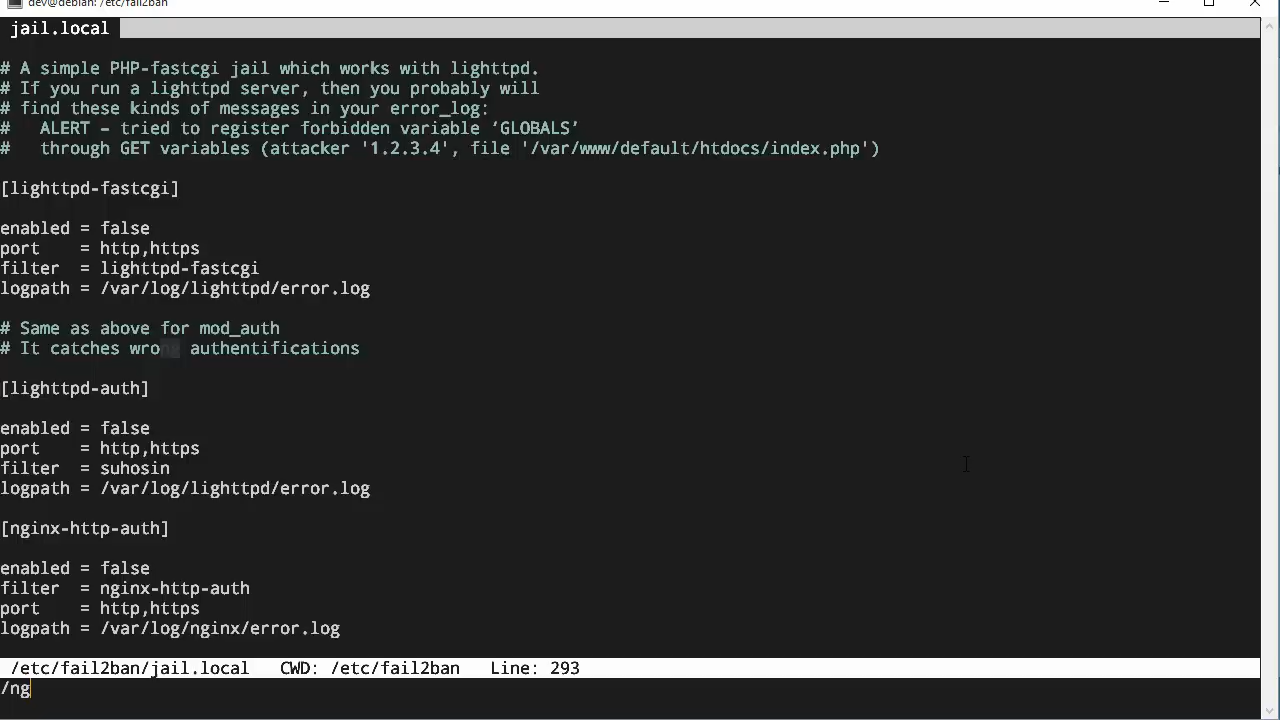 dev@debian: /etc/fail2ban
jail.local
# A simple PHP-fastcgi jail which works with lighttpd.
# If you run a lighttpd server, then you probably will
# find these kinds of messages in your error_log:
#   ALERT – tried to register forbidden variable ‘GLOBALS’
#   through GET variables (attacker '1.2.3.4', file '/var/www/default/htdocs/index.php')
[lighttpd-fastcgi]
enabled = false
port    = http,https
filter  = lighttpd-fastcgi
logpath = /var/log/lighttpd/error.log
# Same as above for mod_auth
# It catches wrong authentifications
[lighttpd-auth]
enabled = false
port    = http,https
filter  = suhosin
logpath = /var/log/lighttpd/error.log
[nginx-http-auth]
enabled = false
filter  = nginx-http-auth
port    = http,https
logpath = /var/log/nginx/error.log
/etc/fail2ban/jail.local   CWD: /etc/fail2ban   Line: 293
/ng